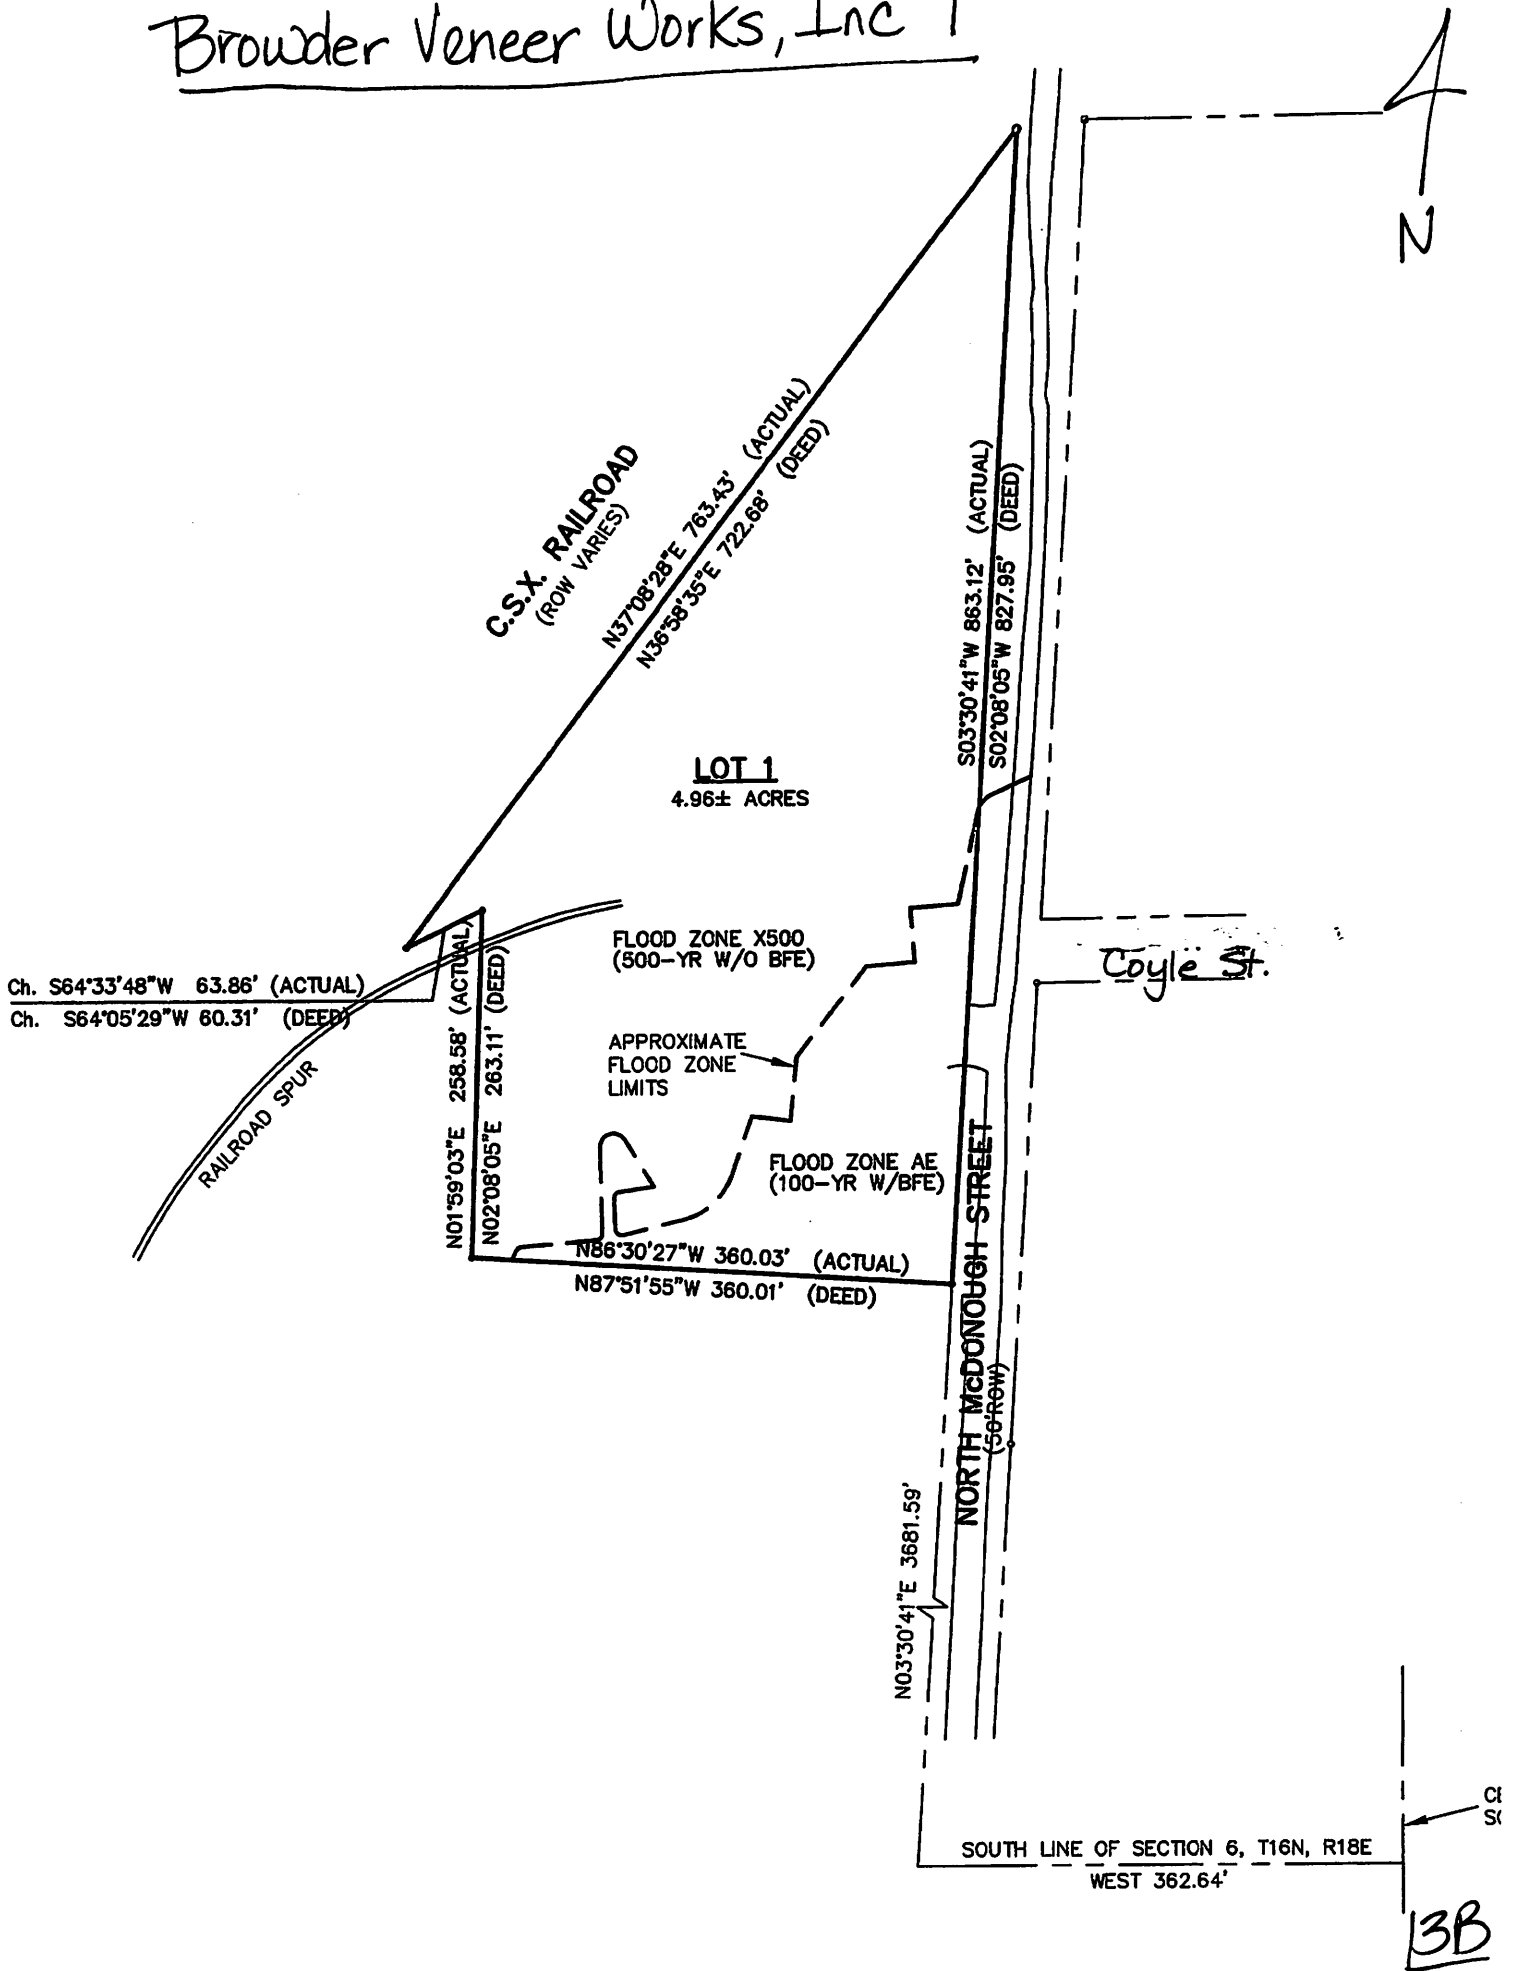 Browder Veneer Works, Inc 1
N
C.S.X. RAILROAD
(ROW VARIES)
N37°08'28"E 763.43' (ACTUAL)
N36°58'35"E 722.68' (DEED)
S03°30'41"W 863.12' (ACTUAL)
S02°08'05"W 827.95' (DEED)
LOT 1
4.96± ACRES
FLOOD ZONE X500
(500-YR W/O BFE)
Coyle St.
Ch. S64°33'48"W 63.86' (ACTUAL)
Ch. S64°05'29"W 60.31' (DEED)
RAILROAD SPUR
N01°59'03"E 258.58' (ACTUAL)
N02°08'05"E 263.11' (DEED)
APPROXIMATE
FLOOD ZONE
LIMITS
FLOOD ZONE AE
(100-YR W/BFE)
N86°30'27"W 360.03' (ACTUAL)
N87°51'55"W 360.01' (DEED)
NORTH McDONOUGH STREET
(50'ROW)
N03°30'41"E 3681.59'
SOUTH LINE OF SECTION 6, T16N, R18E
WEST 362.64'
13B